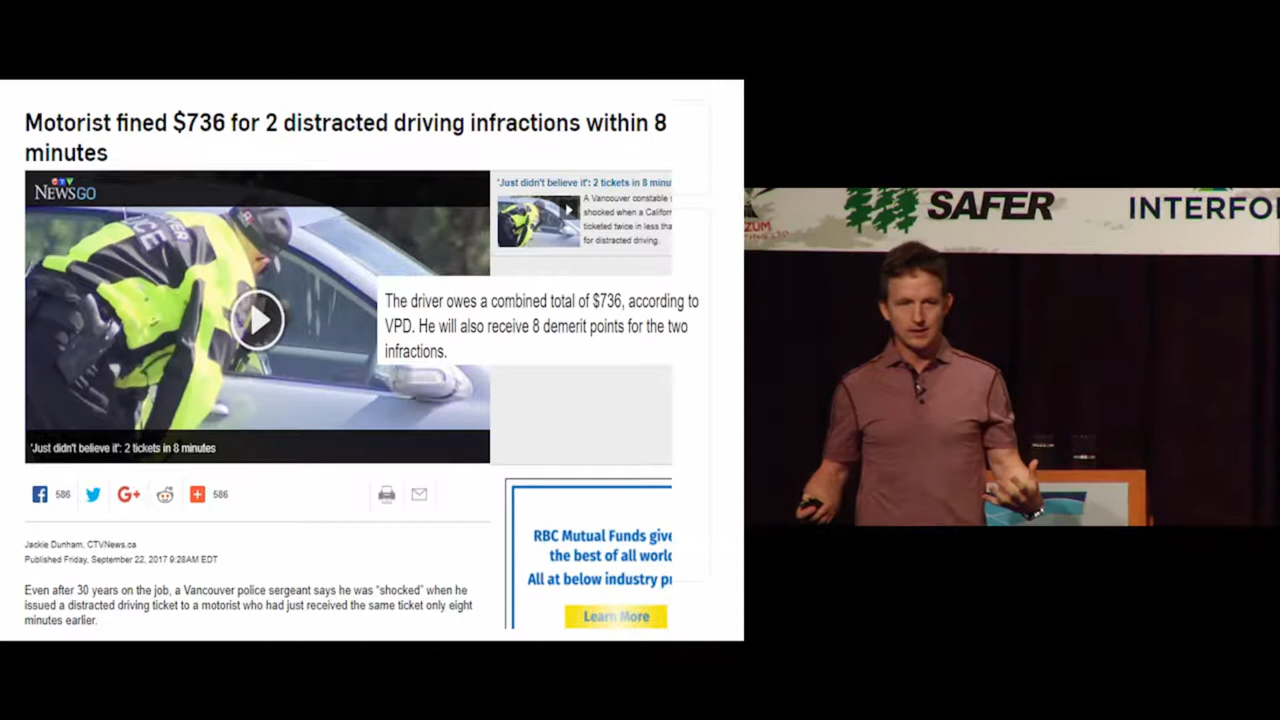 Motorist fined $736 for 2 distracted driving infractions within 8
minutes
CTV
NEWSGO
'Just didn't believe it': 2 tickets in 8 minu
A Vancouver constable
shocked when a Califor
ticketed twice in less tha
for distracted driving.
The driver owes a combined total of $736, according to
VPD. He will also receive 8 demerit points for the two
infractions.
'Just didn't believe it': 2 tickets in 8 minutes
586
G+
586
Jackie Dunham, CTVNews.ca
Published Friday, September 22, 2017 9:28AM EDT
Even after 30 years on the job, a Vancouver police sergeant says he was "shocked" when he
issued a distracted driving ticket to a motorist who had just received the same ticket only eight
minutes earlier.
RBC Mutual Funds give
the best of all world
All at below industry p
Learn More
SAFER
INTERFO